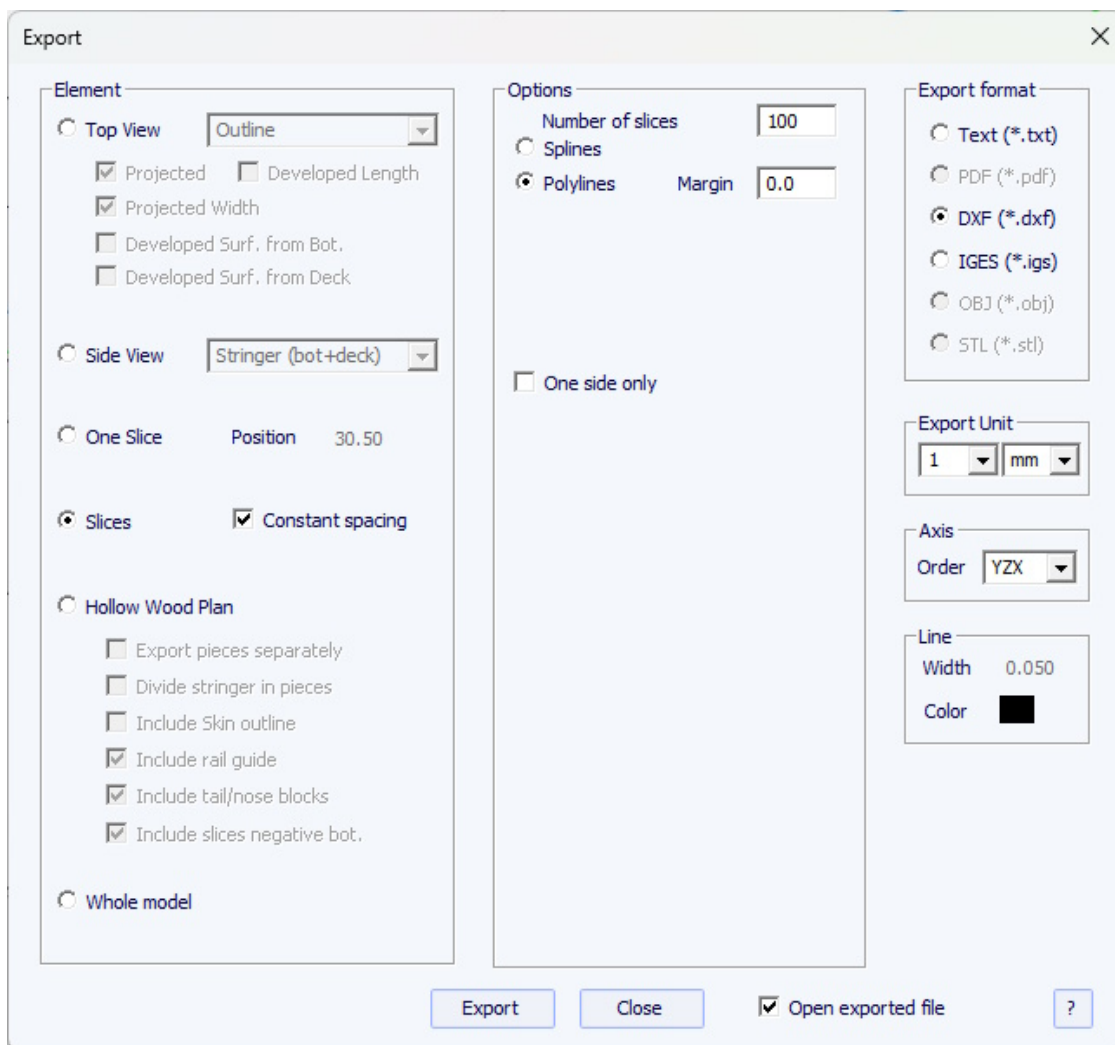 Export
Element
Top View Outline
Projected Developed Length
Projected Width
Developed Surf. from Bot.
Developed Surf. from Deck
Side View Stringer (bot+deck)
One Slice Position 30.50
Slices Constant spacing
Hollow Wood Plan
Export pieces separately
Divide stringer in pieces
Include Skin outline
Include rail guide
Include tail/nose blocks
Include slices negative bot.
Whole model
Options
Number of slices 100
Splines
Polylines Margin 0.0
One side only
Export format
Text (*.txt)
PDF (*.pdf)
DXF (*.dxf)
IGES (*.igs)
OBJ (*.obj)
STL (*.stl)
Export Unit
1 mm
Axis
Order YZX
Line
Width 0.050
Color
Export Close Open exported file ?